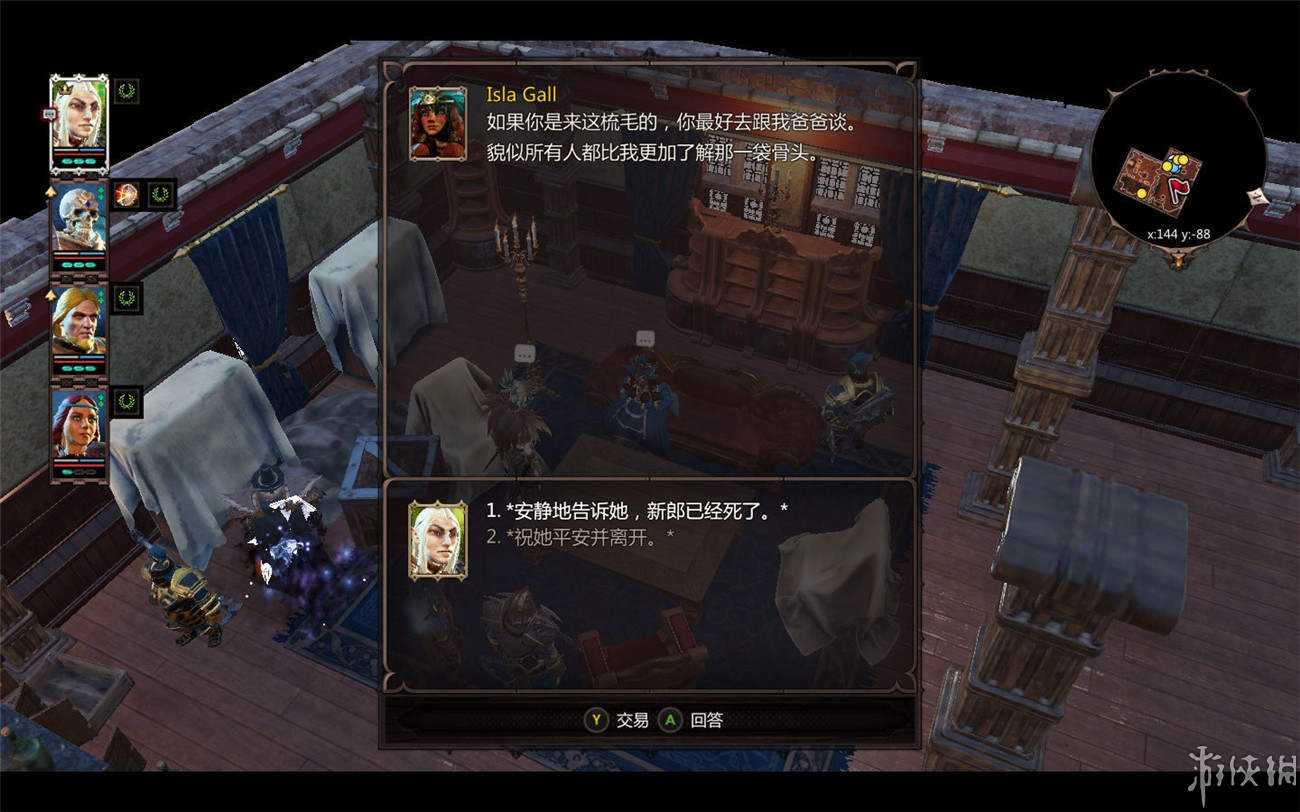 Isla Gall
如果你是来这梳毛的，你最好去跟我爸爸谈。
貌似所有人都比我更加了解那一袋骨头。
x:144 y:-88
1. *安静地告诉她，新郎已经死了。*
2. *祝她平安并离开。*
Y 交易 A 回答
游侠网